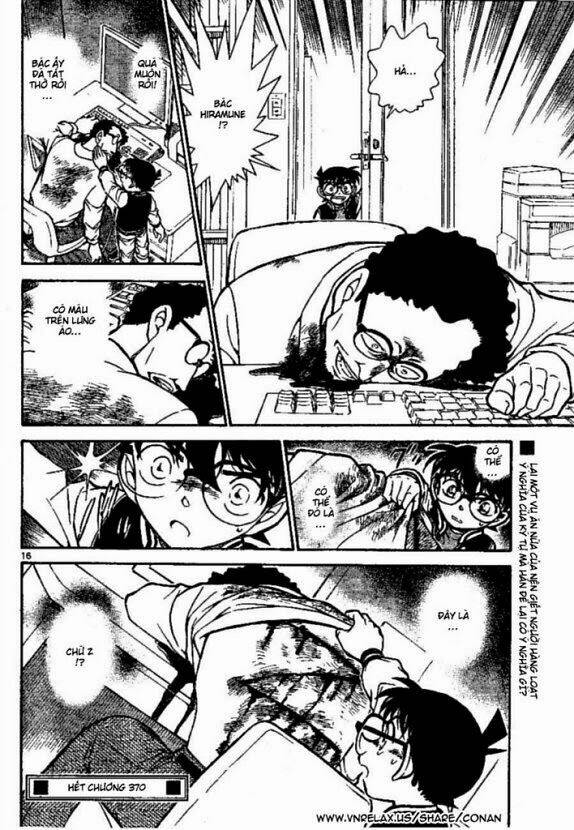 HẢ...
BÁC
HIRAMUNE
!?
QUÁ
MUỘN
RỒI!
BÁC ẤY
ĐÃ TẮT
THỞ RỒI
...
CÓ MÁU
TRÊN LƯNG
ÁO...
CÓ
THỂ
...
CÓ
THỂ
ĐÓ LÀ
...
LẠI MỘT VỤ ÁN NỮA CỦA TÊN GIẾT NGƯỜI HÀNG LOẠT
Ý NGHĨA CỦA KÝ TỰ MÀ HẮN ĐỂ LẠI CÓ Ý NGHĨA GÌ?
16
ĐÂY LÀ
...
CHỮ Z
!?
HẾT CHƯƠNG 370
WWW.VNRELAX.US/SHARE/CONAN